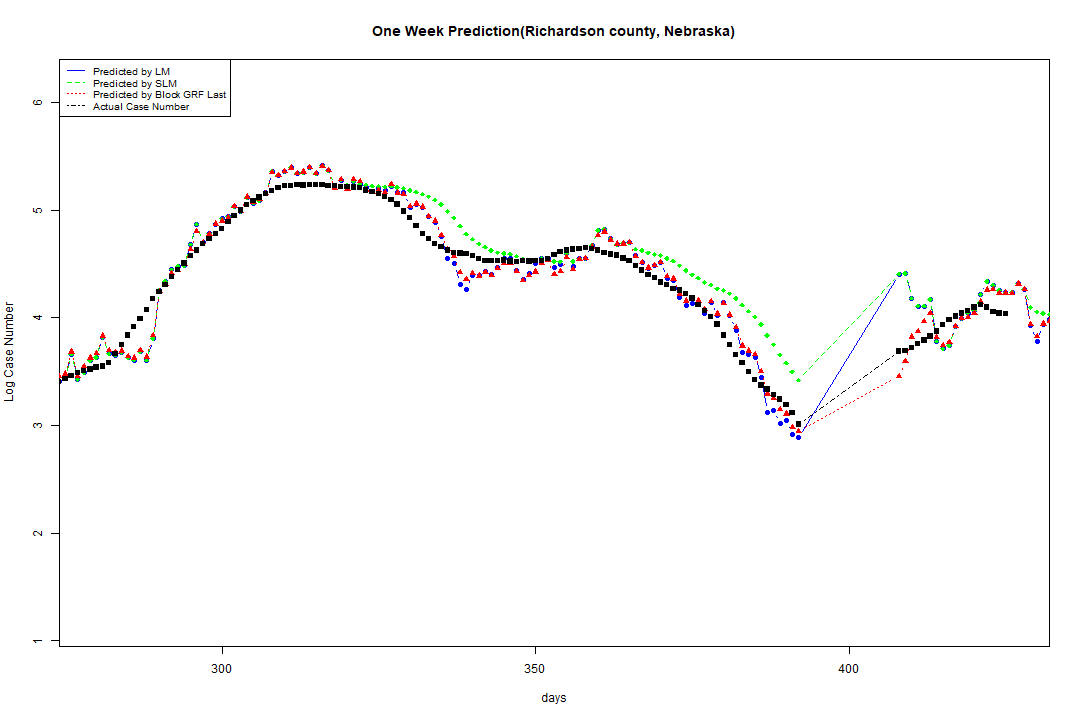 One Week Prediction(Richardson county, Nebraska)
Predicted by LM
Predicted by SLM
Predicted by Block GRF Last
Actual Case Number
6
5
4
3
2
1
Log Case Number
300
350
400
days